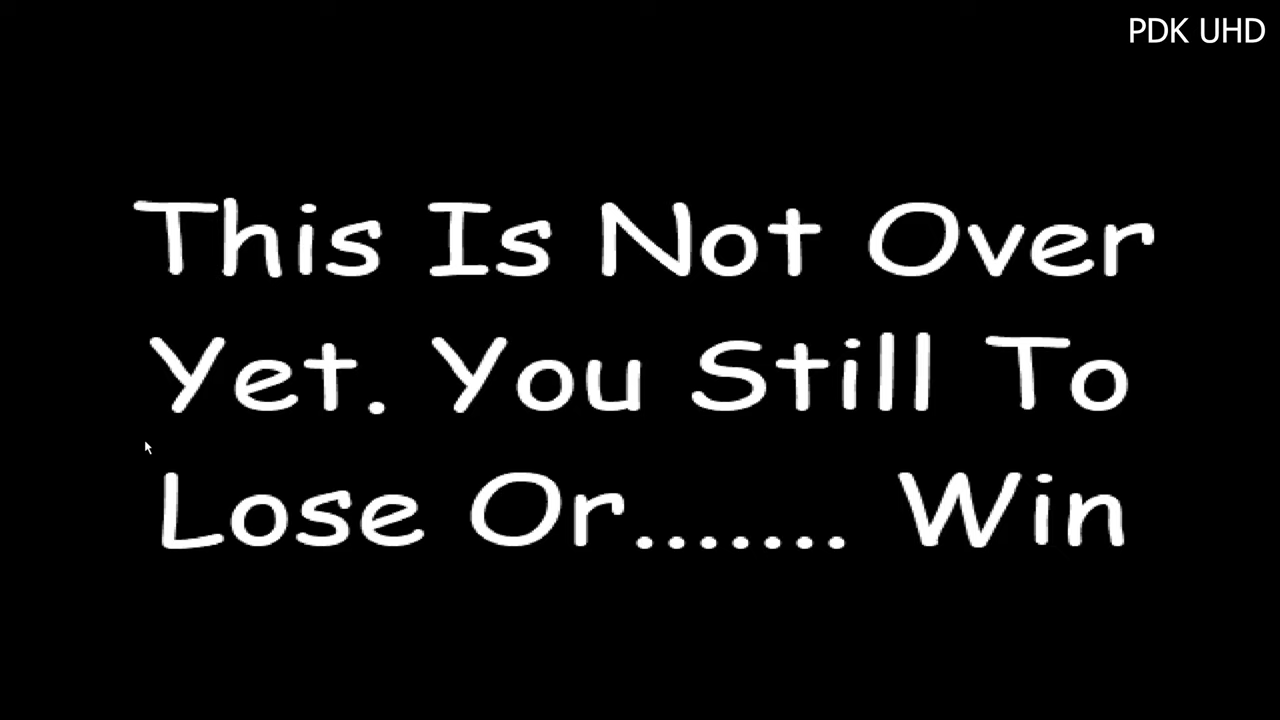 PDK UHD
This Is Not Over
Yet. You Still To
Lose Or....... Win